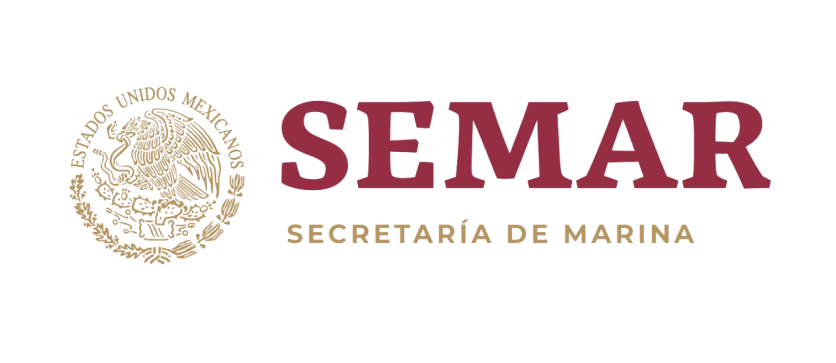 ESTADOS UNIDOS MEXICANOS
SEMAR
SECRETARÍA DE MARINA